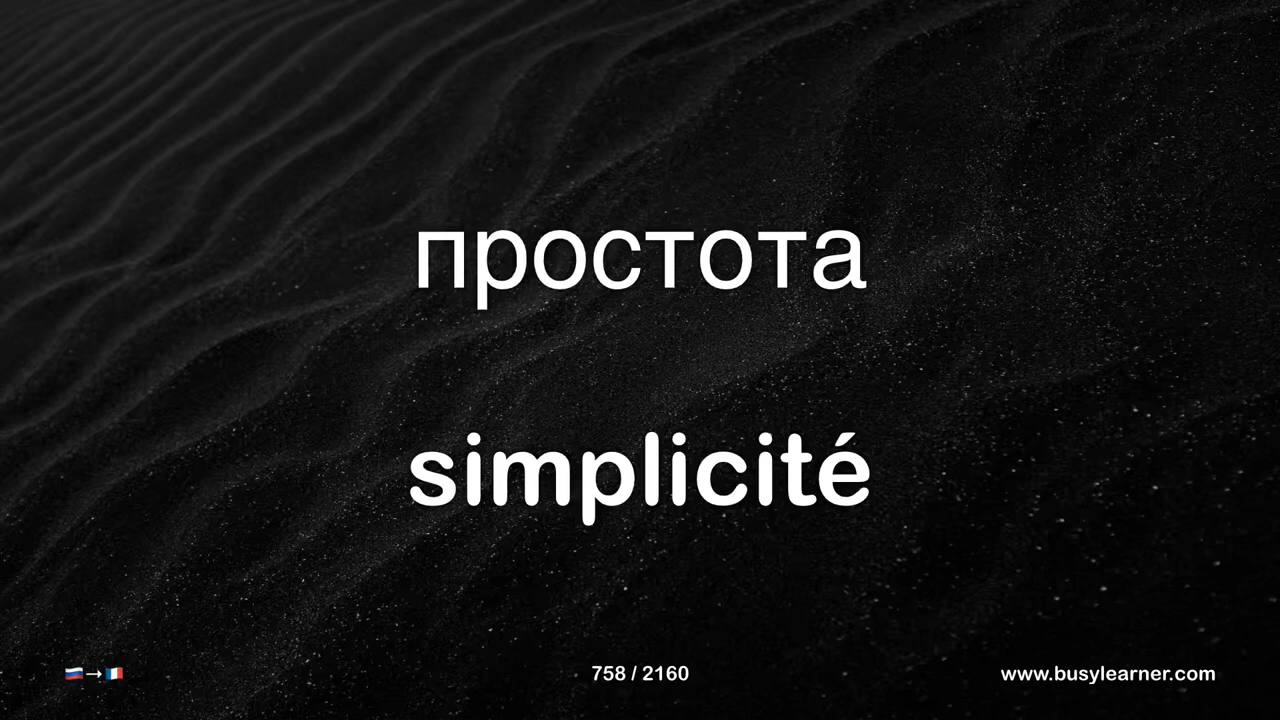 простота
simplicité
🇷🇺→🇫🇷
758 / 2160
www.busylearner.com